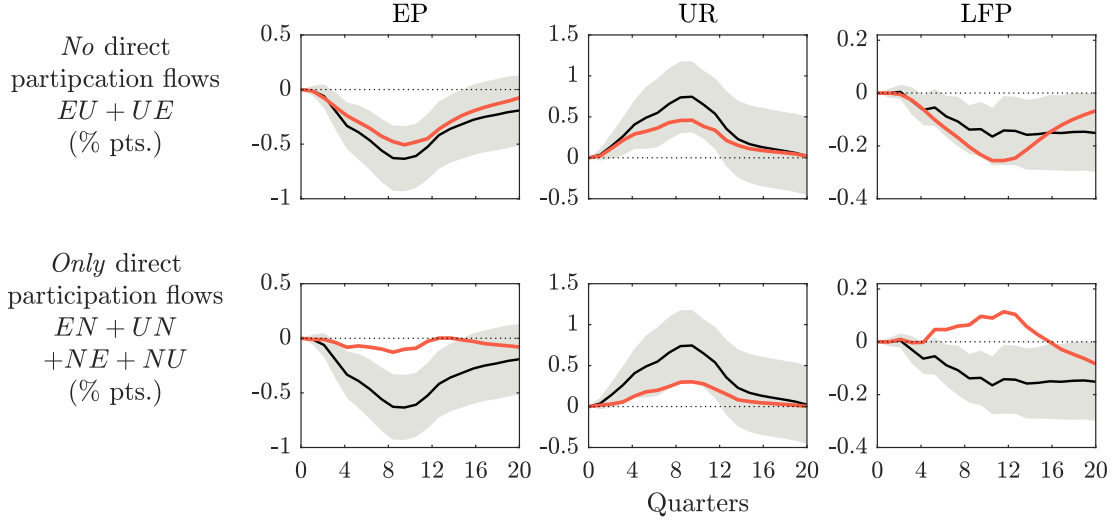 EP
UR
LFP
No direct
partipcation flows
EU + UE
(% pts.)
0.5
0
-0.5
-1
1.5
1
0.5
0
-0.5
0.2
0
-0.2
-0.4
Only direct
participation flows
EN + UN
+NE + NU
(% pts.)
0.5
0
-0.5
-1
0 4 8 12 16 20
1.5
1
0.5
0
-0.5
0 4 8 12 16 20
0.2
0
-0.2
-0.4
0 4 8 12 16 20
Quarters